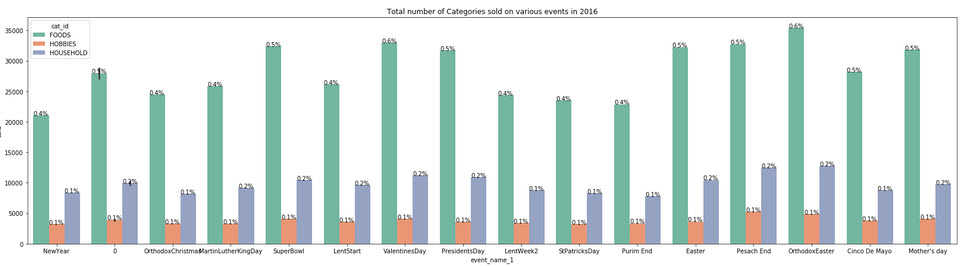 Total number of Categories sold on various events in 2016
cat_id
FOODS
HOBBIES
HOUSEHOLD
35000
30000
25000
20000
15000
10000
5000
0
0.4% 0.1% 0.1%
0.5% 0.1% 0.2%
0.4% 0.1% 0.1%
0.4% 0.1% 0.2%
0.5% 0.1% 0.2%
0.4% 0.1% 0.2%
0.6% 0.1% 0.2%
0.5% 0.1% 0.2%
0.4% 0.1% 0.1%
0.4% 0.1% 0.1%
0.4% 0.1% 0.1%
0.5% 0.1% 0.2%
0.5% 0.1% 0.2%
0.6% 0.1% 0.2%
0.5% 0.1% 0.1%
0.5% 0.1% 0.2%
NewYear 0 OrthodoxChristmas MartinLutherKingDay SuperBowl LentStart ValentinesDay PresidentsDay LentWeek2 StPatricksDay Purim End Easter Pesach End OrthodoxEaster Cinco De Mayo Mother's day
event_name_1